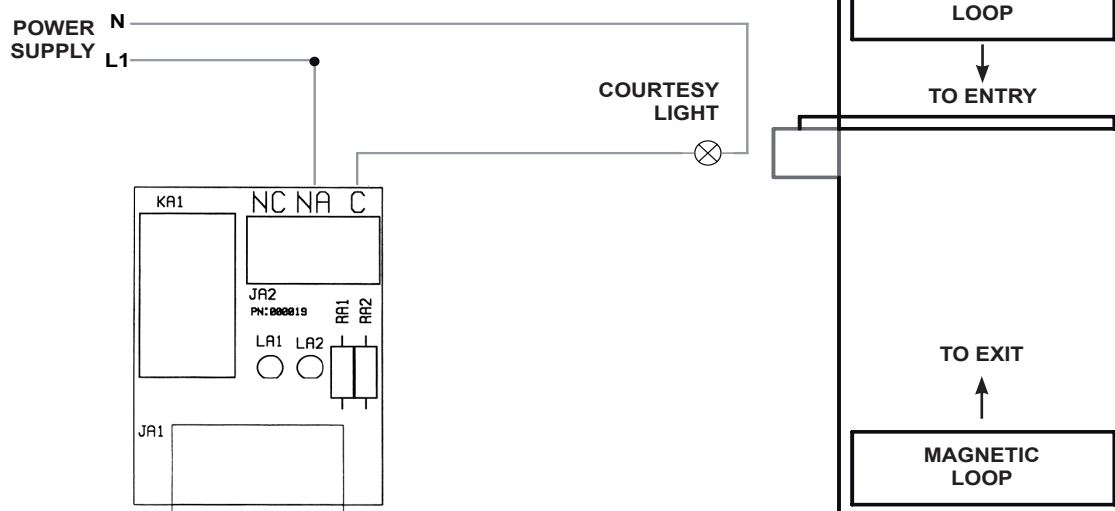 POWER
SUPPLY
N
L1
COURTESY
LIGHT
KA1
NC NA C
JA2
PN:000019
RA1
RA2
LA1 LA2
JA1
LOOP
TO ENTRY
TO EXIT
MAGNETIC
LOOP